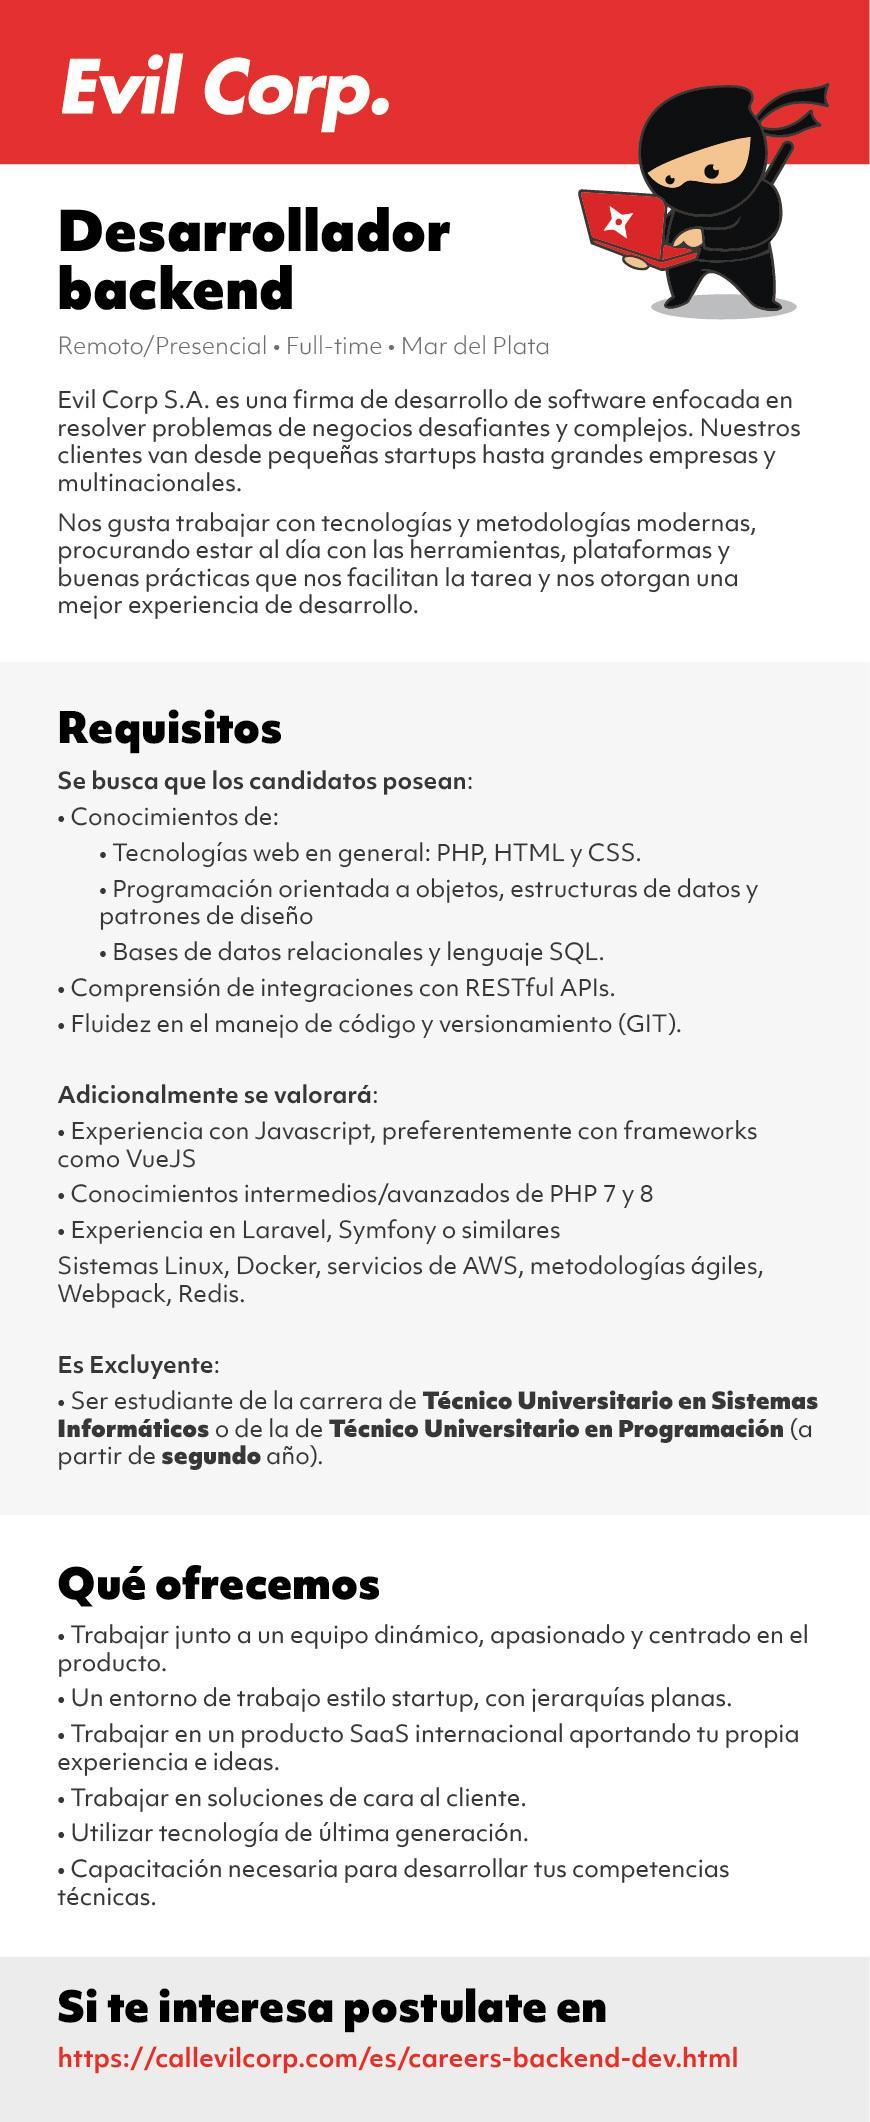 Evil Corp.
Desarrollador
backend
Remoto/Presencial • Full-time • Mar del Plata
Evil Corp S.A. es una firma de desarrollo de software enfocada en
resolver problemas de negocios desafiantes y complejos. Nuestros
clientes van desde pequeñas startups hasta grandes empresas y
multinacionales.
Nos gusta trabajar con tecnologías y metodologías modernas,
procurando estar al día con las herramientas, plataformas y
buenas prácticas que nos facilitan la tarea y nos otorgan una
mejor experiencia de desarrollo.
Requisitos
Se busca que los candidatos posean:
• Conocimientos de:
• Tecnologías web en general: PHP, HTML y CSS.
• Programación orientada a objetos, estructuras de datos y
patrones de diseño
• Bases de datos relacionales y lenguaje SQL.
• Comprensión de integraciones con RESTful APIs.
• Fluidez en el manejo de código y versionamiento (GIT).
Adicionalmente se valorará:
• Experiencia con Javascript, preferentemente con frameworks
como VueJS
• Conocimientos intermedios/avanzados de PHP 7 y 8
• Experiencia en Laravel, Symfony o similares
Sistemas Linux, Docker, servicios de AWS, metodologías ágiles,
Webpack, Redis.
Es Excluyente:
• Ser estudiante de la carrera de Técnico Universitario en Sistemas
Informáticos o de la de Técnico Universitario en Programación (a
partir de segundo año).
Qué ofrecemos
• Trabajar junto a un equipo dinámico, apasionado y centrado en el
producto.
• Un entorno de trabajo estilo startup, con jerarquías planas.
• Trabajar en un producto SaaS internacional aportando tu propia
experiencia e ideas.
• Trabajar en soluciones de cara al cliente.
• Utilizar tecnología de última generación.
• Capacitación necesaria para desarrollar tus competencias
técnicas.
Si te interesa postulate en
https://callevilcorp.com/es/careers-backend-dev.html